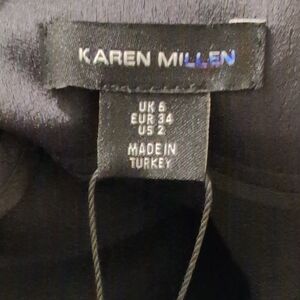 KAREN MILLEN
UK 6
EUR 34
US 2
MADE IN
TURKEY